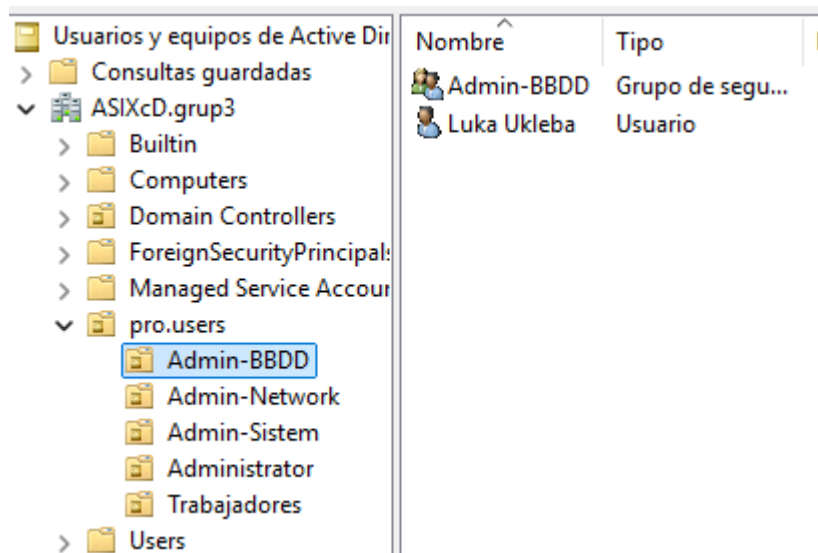 Usuarios y equipos de Active Dir
Consultas guardadas
ASIXcD.grup3
Builtin
Computers
Domain Controllers
ForeignSecurityPrincipal
Managed Service Accour
pro.users
Admin-BBDD
Admin-Network
Admin-Sistem
Administrator
Trabajadores
Users
Nombre Tipo
Admin-BBDD Grupo de segu...
Luka Ukleba Usuario